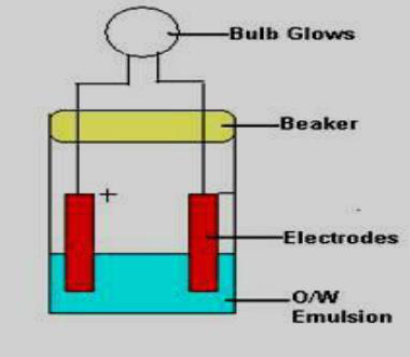 Bulb Glows
Beaker
+
Electrodes
O/W
Emulsion